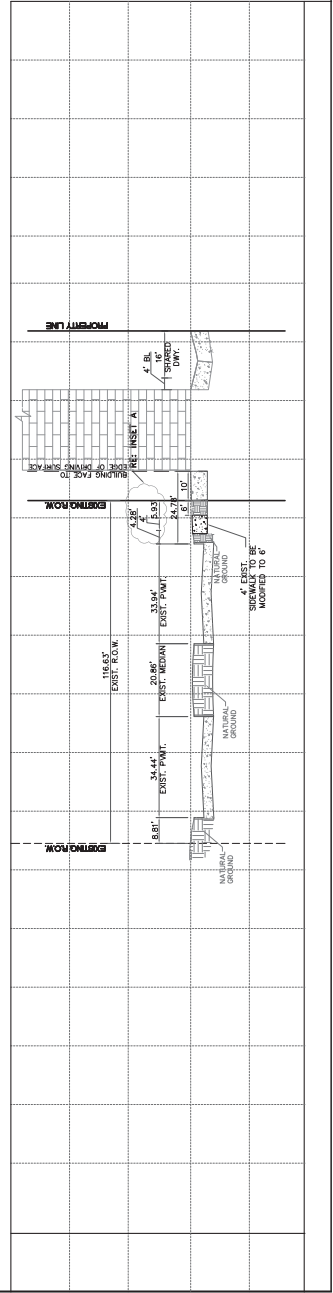 EXISTING R.O.W.
116.63'
EXIST. R.O.W.
8.81'
34.44'
EXIST. PVMT.
20.86'
EXIST. MEDIAN
33.94'
EXIST. PVMT.
4.28'
4'
5.93'
24.78'
6'
10'
EXISTING R.O.W.
BUILDING FACE TO
EDGE OF DRIVING SURFACE
RE: INSET A
4' BL
16'
SHARED
DWY.
PROPERTY LINE
NATURAL
GROUND
NATURAL
GROUND
NATURAL
GROUND
4' EXIST.
SIDEWALK TO BE
MODIFIED TO 6'